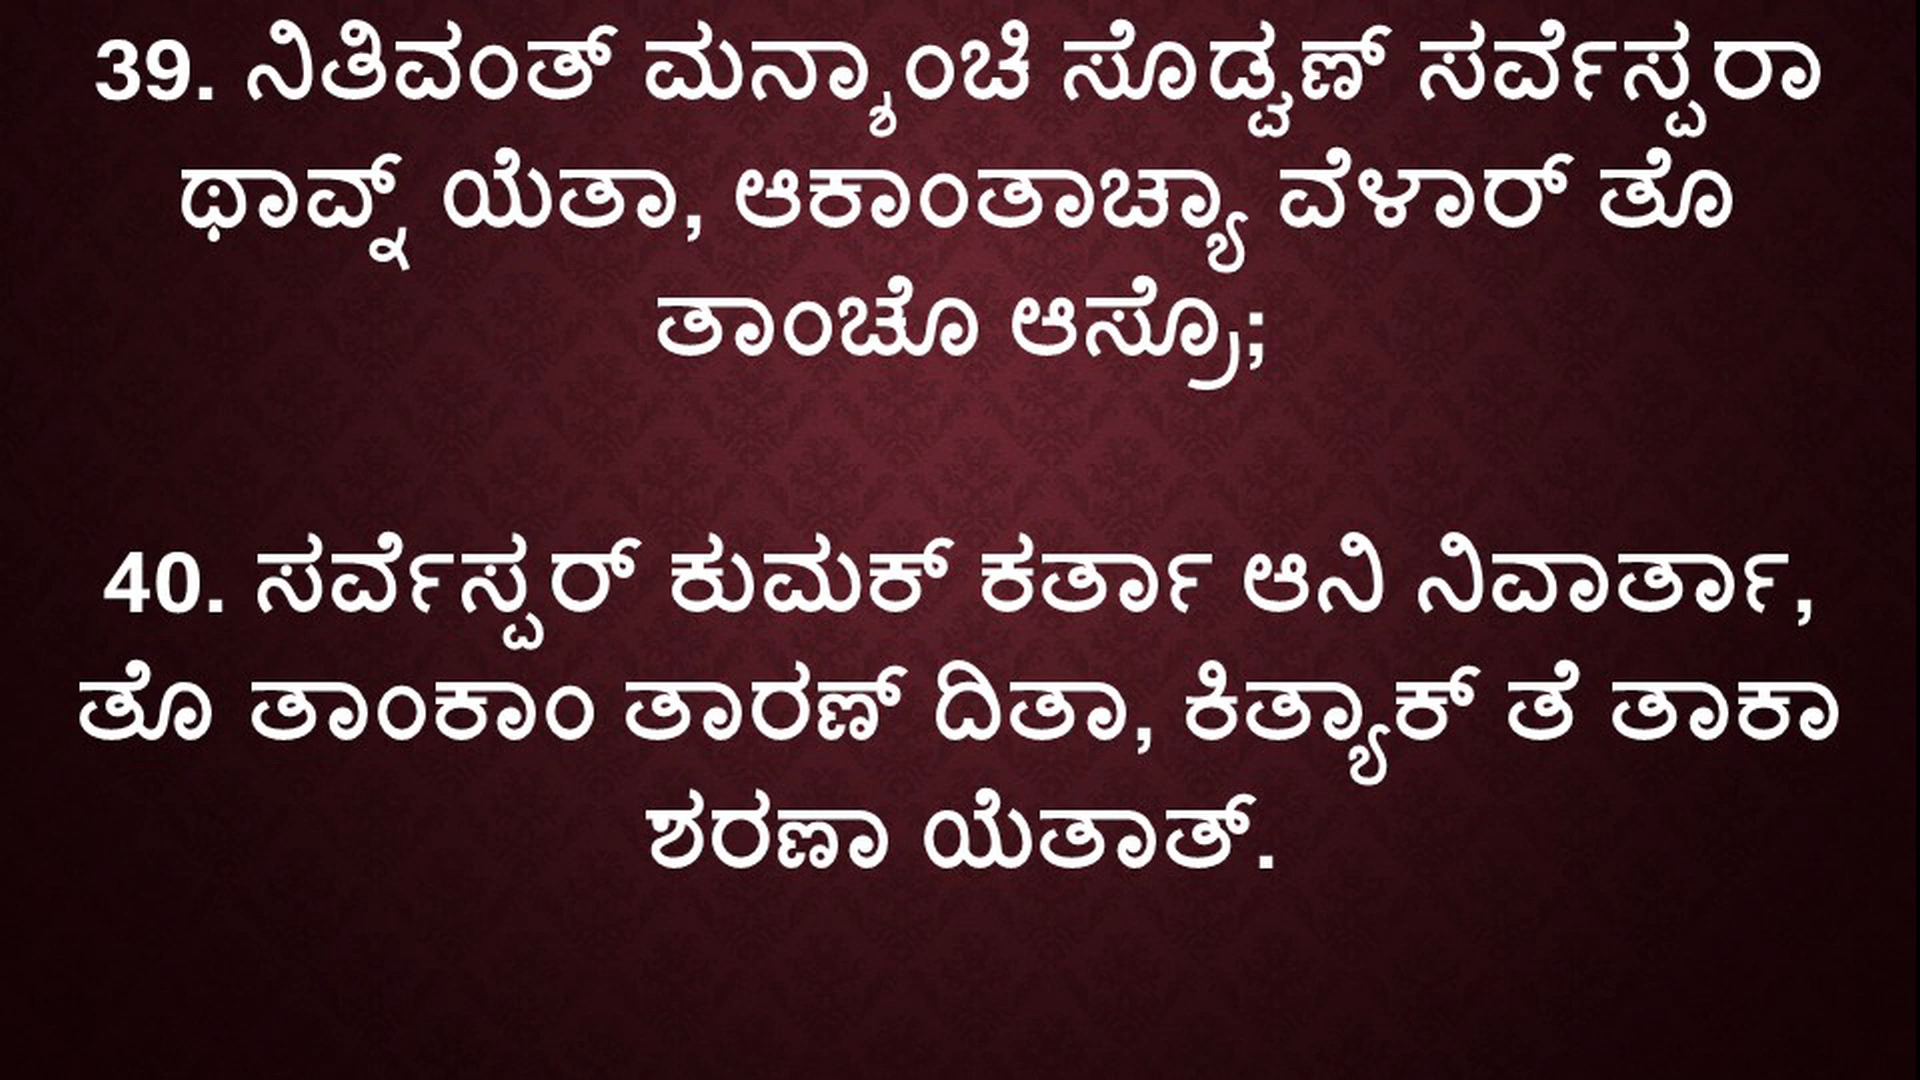 39. ನಿತಿವಂತ್ ಮನ್ಶಾಂಚಿ ಸೊಡ್ವಣ್ ಸರ್ವೆಸ್ಪರಾ
ಥಾವ್ನ್ ಯೆತಾ, ಆಕಾಂತಾಚ್ಯಾ ವೆಳಾರ್ ತೊ
ತಾಂಚೊ ಆಸ್ರೊ;
40. ಸರ್ವೆಸ್ಪರ್ ಕುಮಕ್ ಕರ್ತಾ ಆನಿ ನಿವಾರ್ತಾ,
ತೊ ತಾಂಕಾಂ ತಾರಣ್ ದಿತಾ, ಕಿತ್ಯಾಕ್ ತೆ ತಾಕಾ
ಶರಣಾ ಯೆತಾತ್.